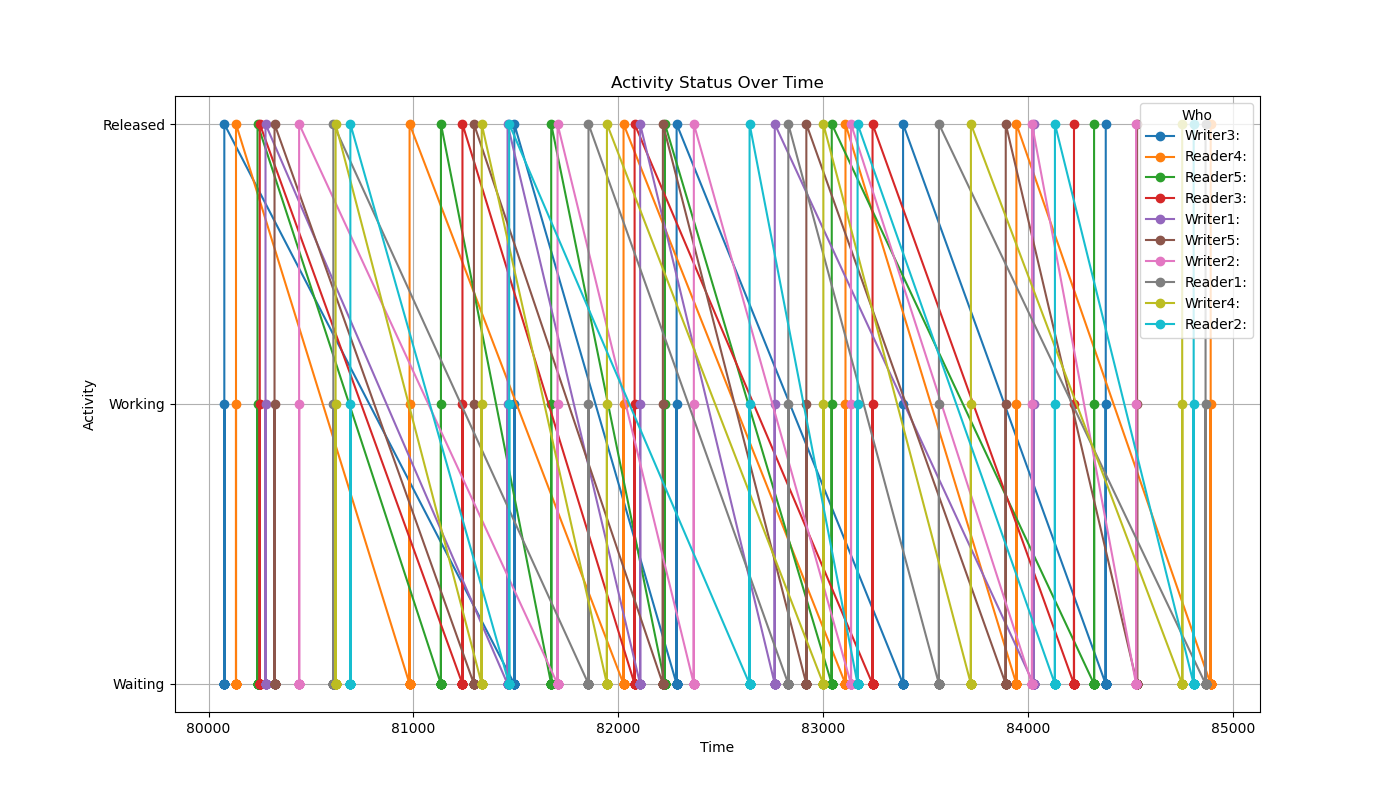 Activity Status Over Time
Released
Working
Waiting
Activity
80000
81000
82000
83000
84000
85000
Time
Who
Writer3:
Reader4:
Reader5:
Reader3:
Writer1:
Writer5:
Writer2:
Reader1:
Writer4:
Reader2: